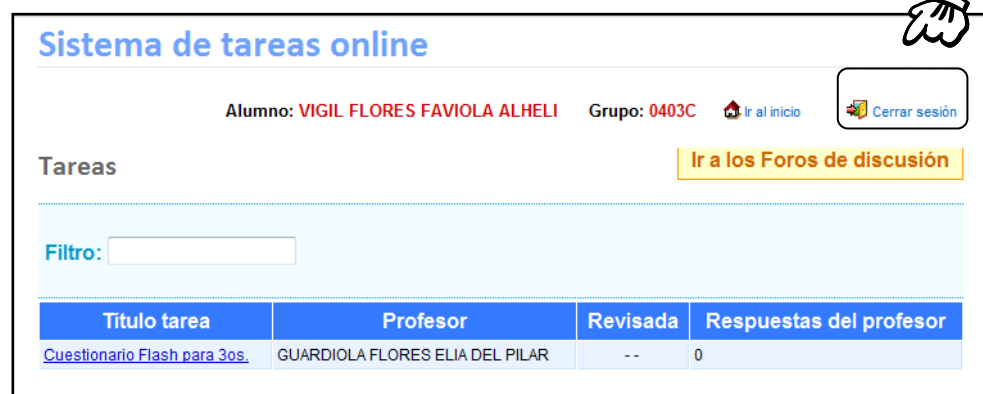 Sistema de tareas online
Alumno: VIGIL FLORES FAVIOLA ALHELI Grupo: 0403C Ir al inicio Cerrar sesión
Tareas Ir a los Foros de discusión
Filtro:
Título tarea Profesor Revisada Respuestas del profesor
Cuestionario Flash para 3os. GUARDIOLA FLORES ELIA DEL PILAR - - 0